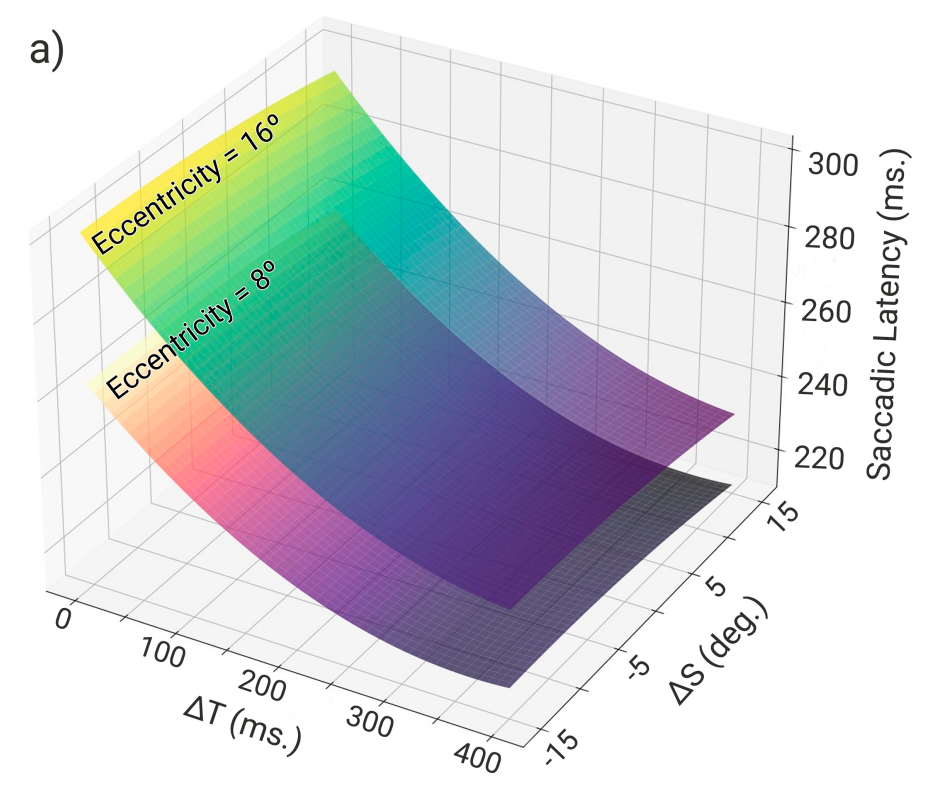 a)
Eccentricity = 16º
Eccentricity = 8º
300
280
260
240
220
Saccadic Latency (ms.)
15
5
-5
-15
ΔS (deg.)
0
100
200
300
400
ΔT (ms.)